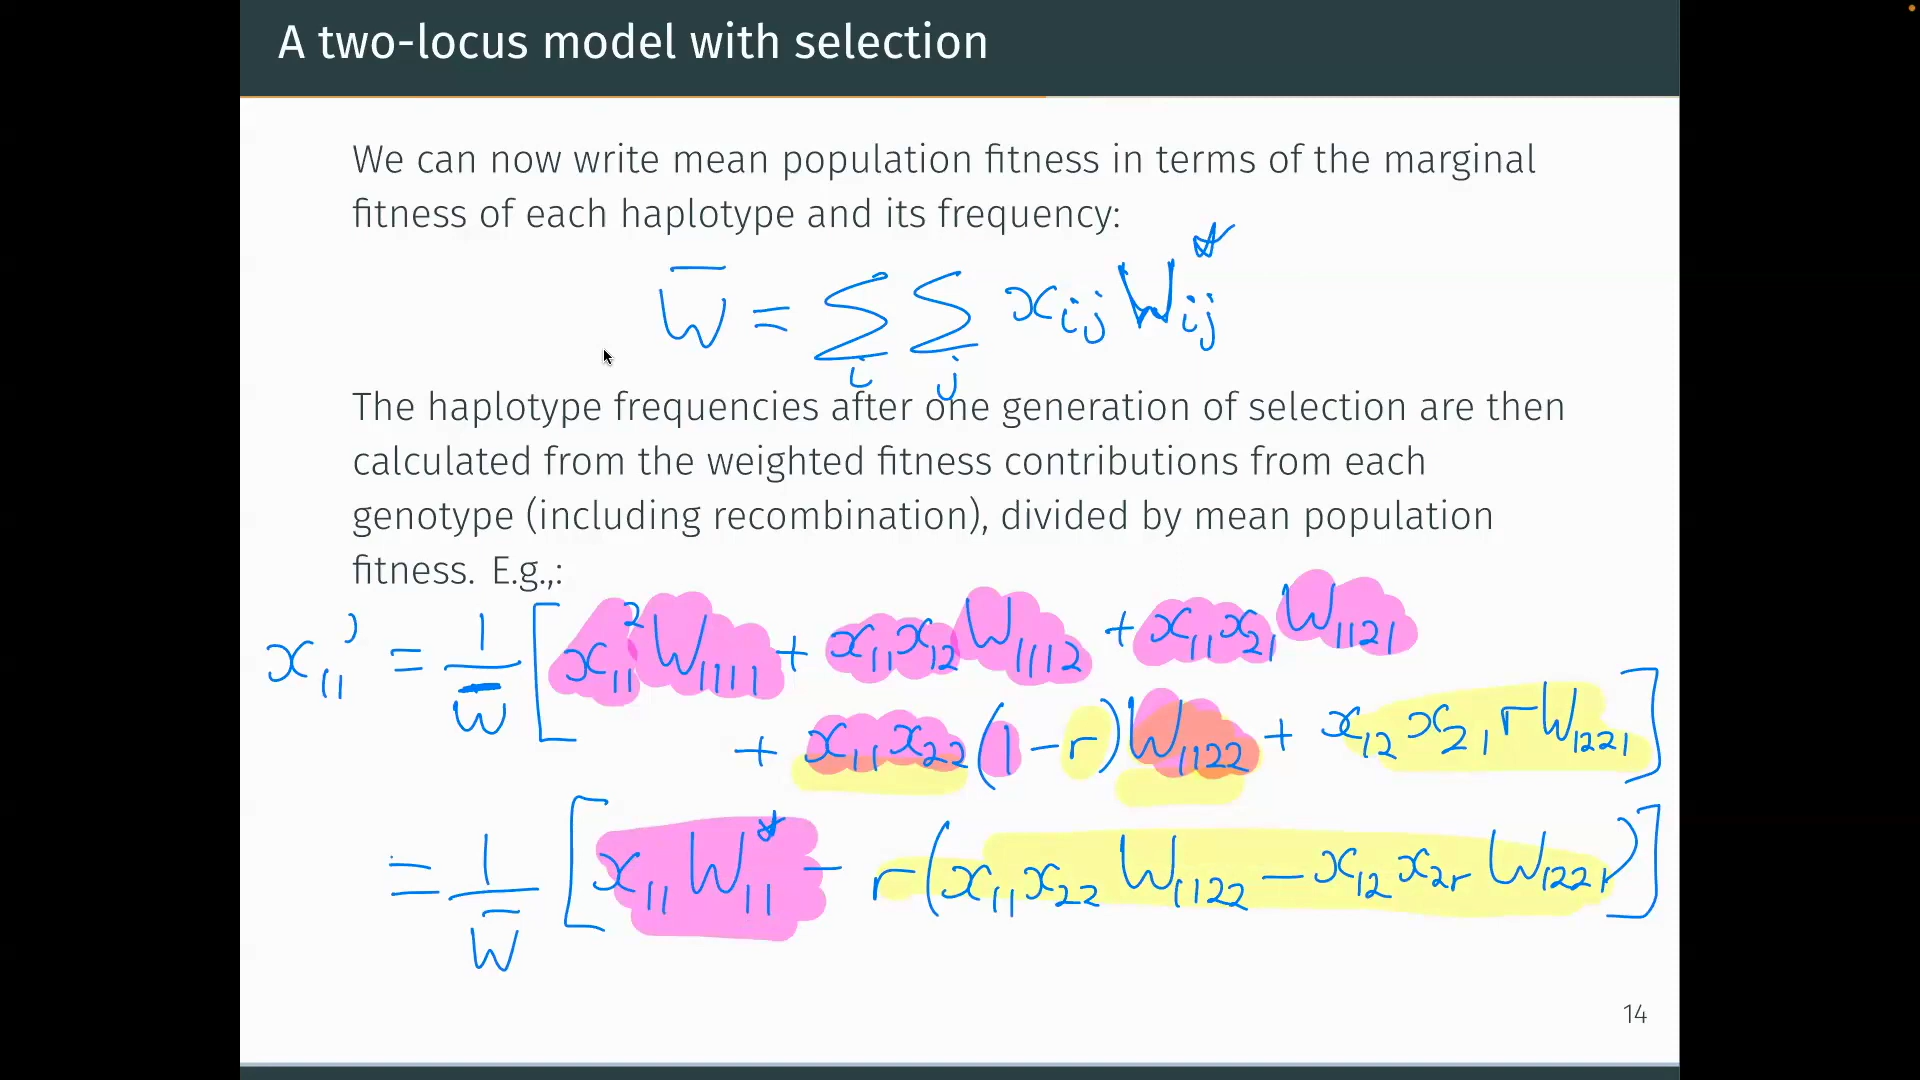 A two-locus model with selection
We can now write mean population fitness in terms of the marginal
fitness of each haplotype and its frequency:
w̅ = Σ_i Σ_j x_ij W_ij^*
The haplotype frequencies after one generation of selection are then
calculated from the weighted fitness contributions from each
genotype (including recombination), divided by mean population
fitness. E.g.,:
x_11' = 1/w̅ [ x_11^2 W_1111 + x_11 x_12 W_1112 + x_11 x_21 W_1121
+ x_11 x_22 (1 - r) W_1122 + x_12 x_21 r W_1221 ]
= 1/w̅ [ x_11 W_11^* - r ( x_11 x_22 W_1122 - x_12 x_21 W_1221 ) ]
14